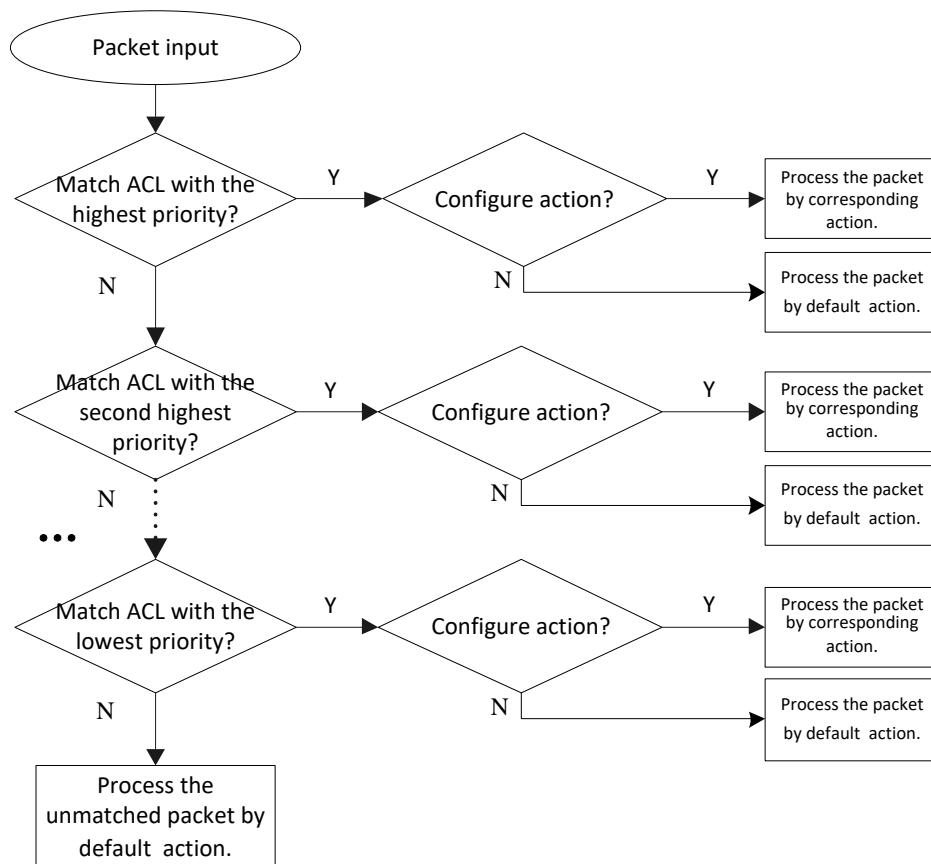 Packet input
Match ACL with the
highest priority?
Y
Configure action?
Y
Process the packet
by corresponding
action.
N
Process the packet
by default action.
N
Match ACL with the
second highest
priority?
Y
Configure action?
Y
Process the packet
by corresponding
action.
N
Process the packet
by default action.
N
...
Match ACL with the
lowest priority?
Y
Configure action?
Y
Process the packet
by corresponding
action.
N
Process the packet
by default action.
N
Process the
unmatched packet by
default action.